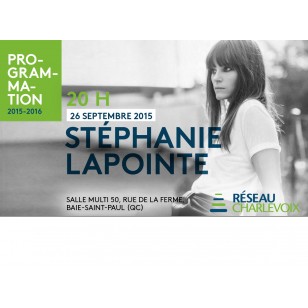 PRO-
GRAM-
MA-
TION
2015-2016
20 H
26 SEPTEMBRE 2015
STÉPHANIE
LAPOINTE
SALLE MULTI 50, RUE DE LA FERME,
BAIE-SAINT-PAUL (QC)
RÉSEAU
CHARLEVOIX